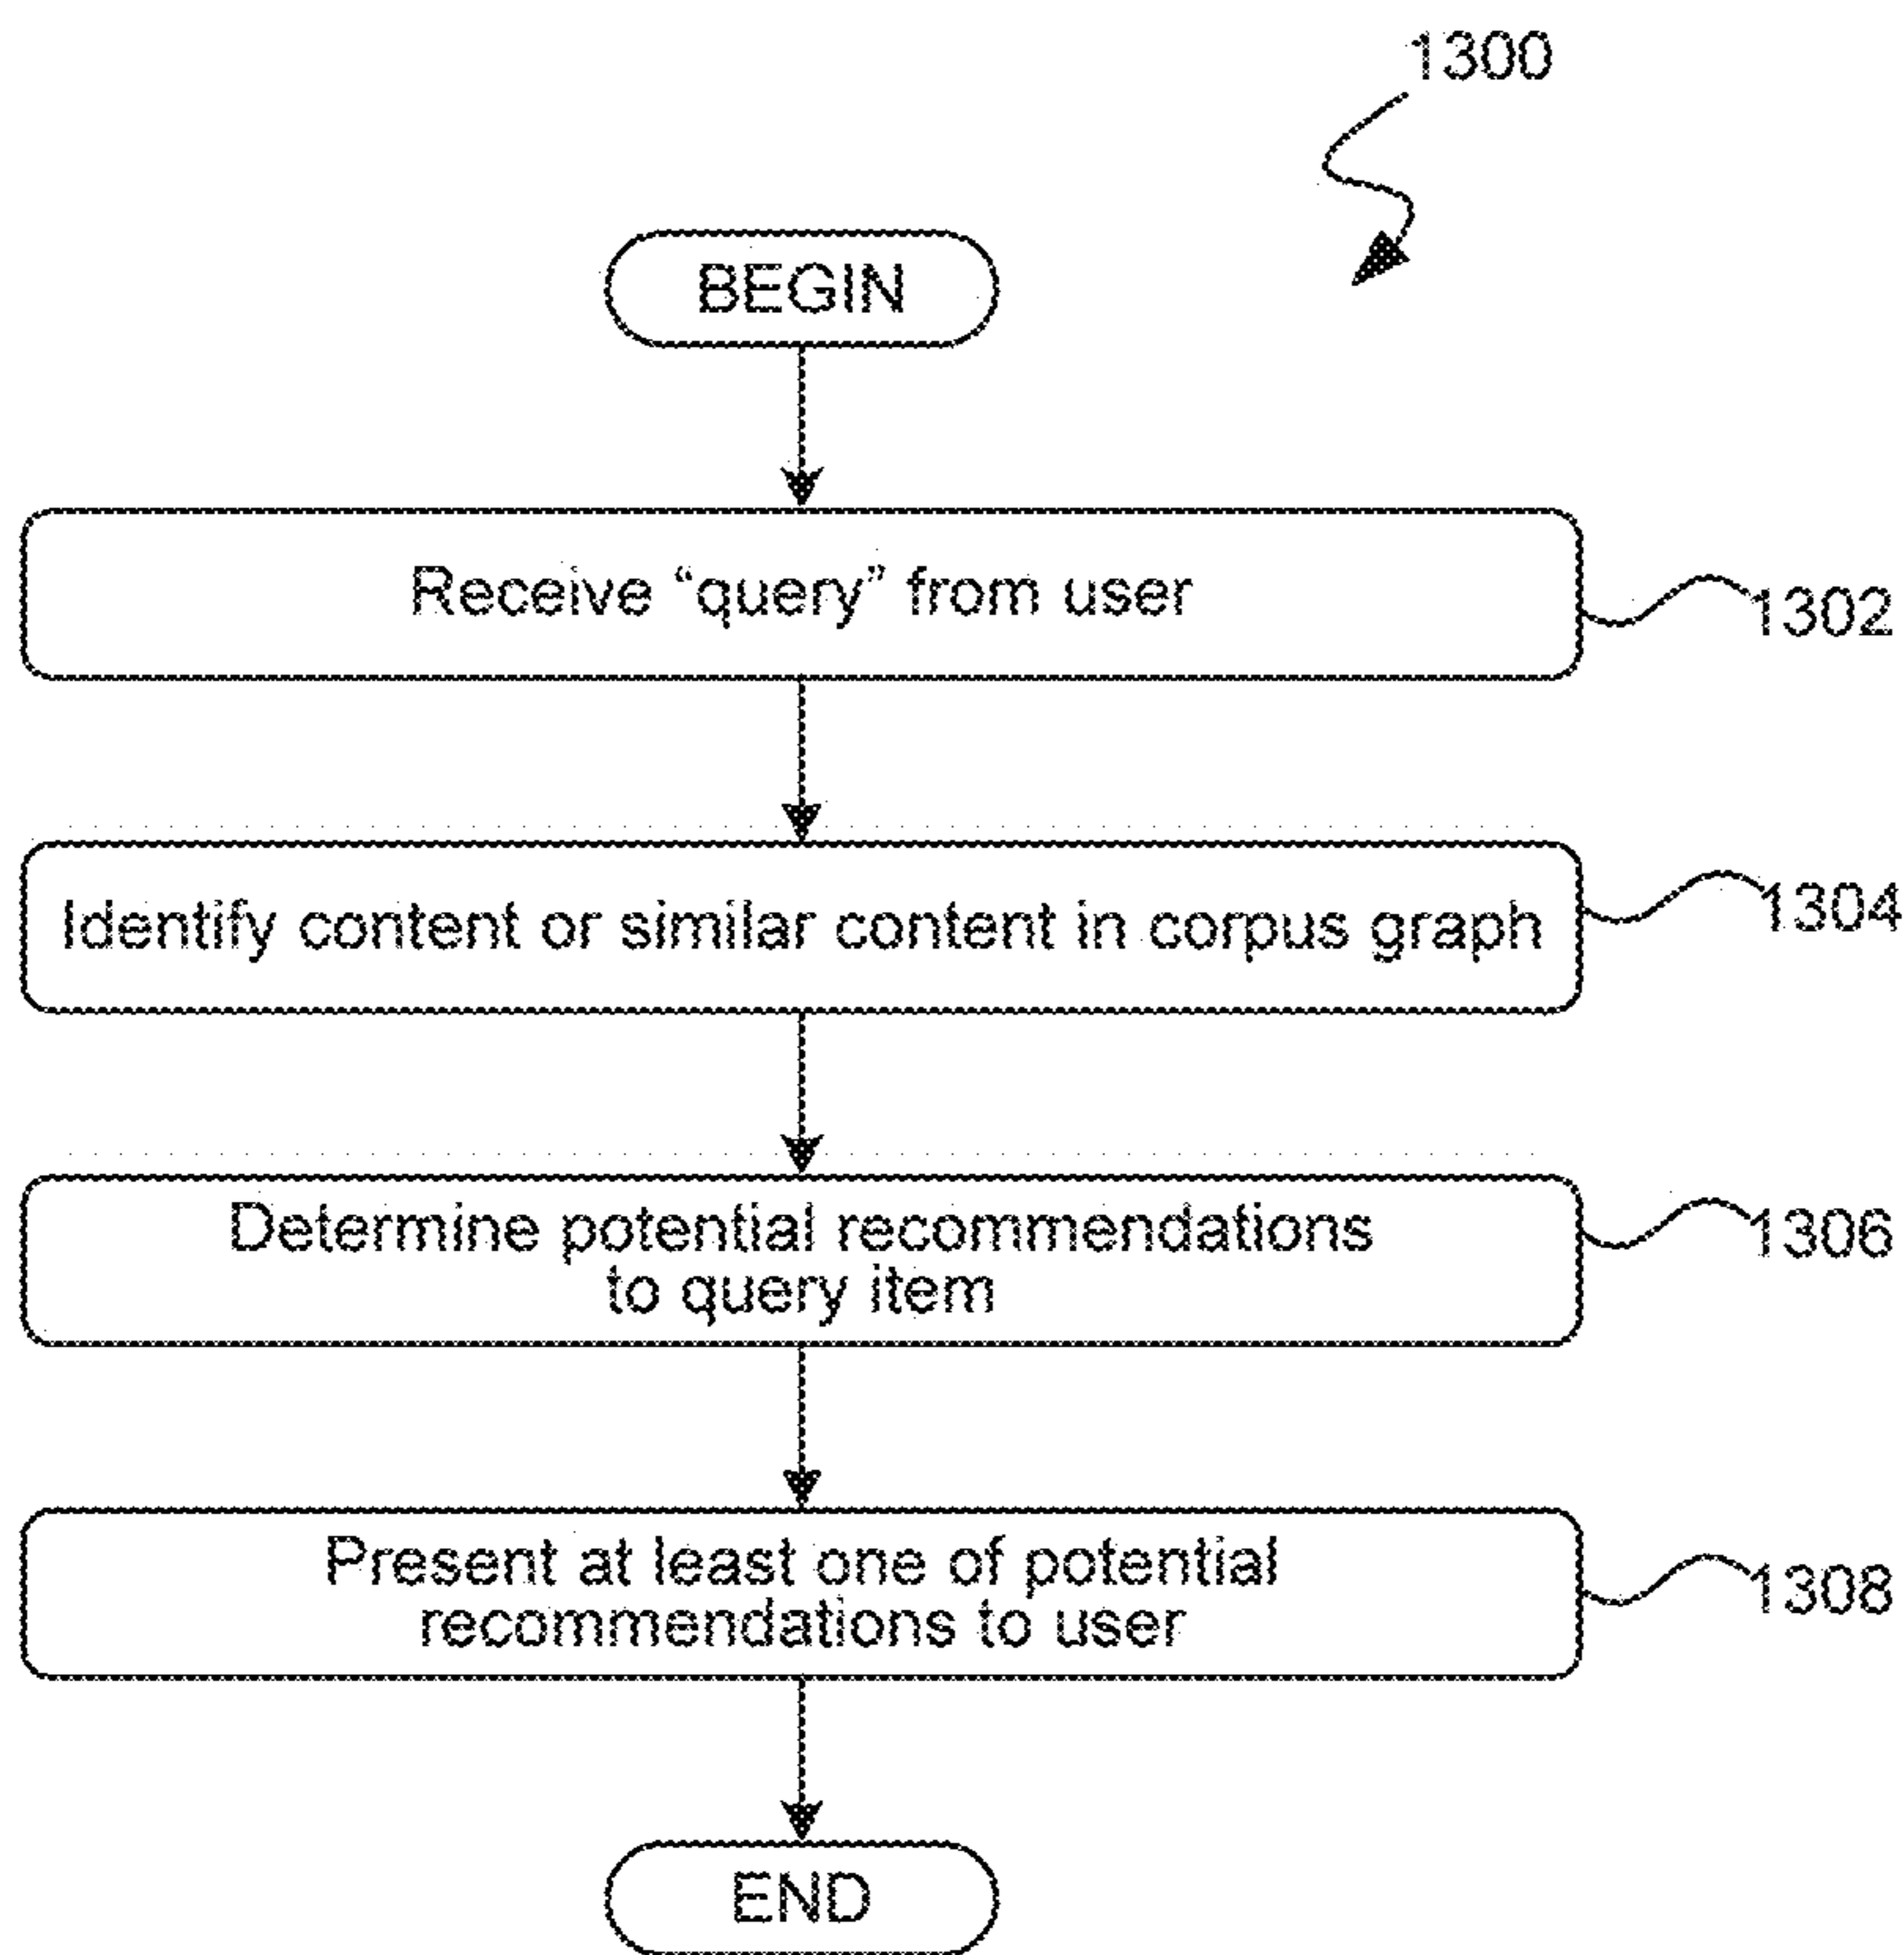 1300
BEGIN
Receive “query” from user
1302
Identify content or similar content in corpus graph
1304
Determine potential recommendations
to query item
1306
Present at least one of potential
recommendations to user
1308
END